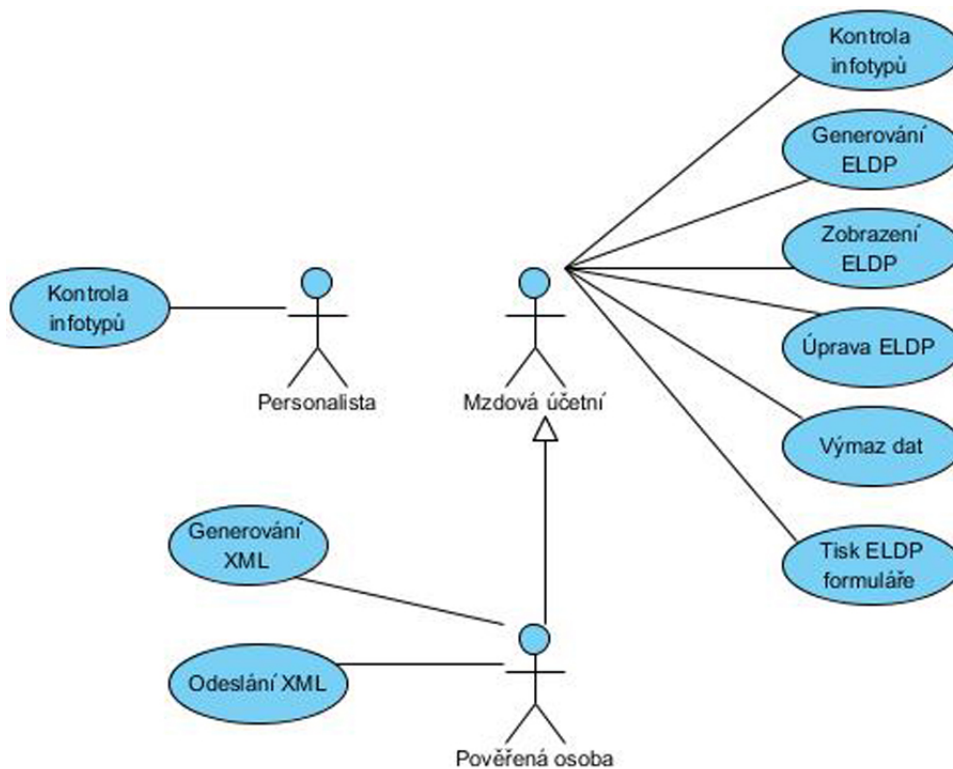 Kontrola
infotypů
Generování
ELDP
Zobrazení
ELDP
Kontrola
infotypů
Úprava ELDP
Personalista
Mzdová účetní
Výmaz dat
Generování
XML
Tisk ELDP
formuláře
Odeslání XML
Pověřená osoba